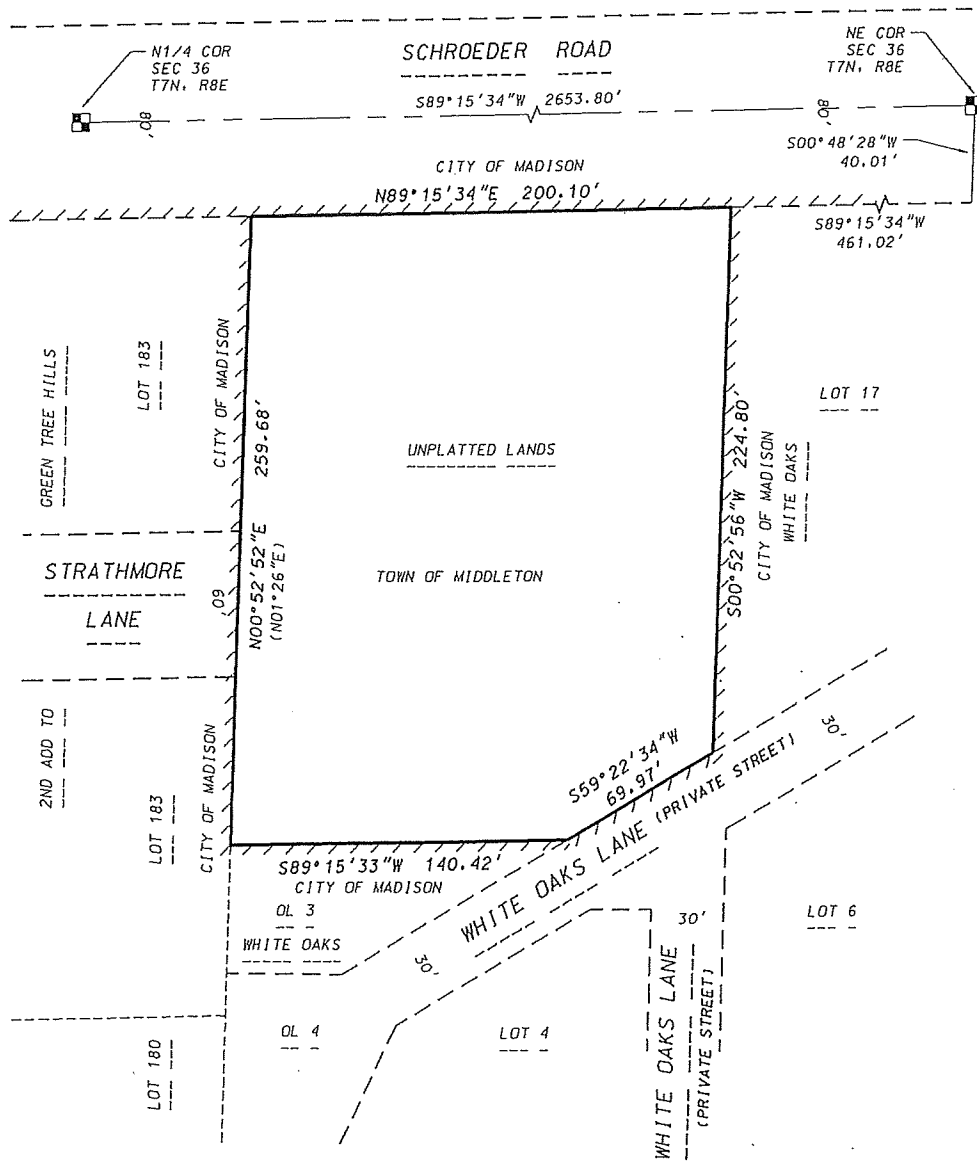 N1/4 COR
SEC 36
T7N, R8E
SCHROEDER ROAD
NE COR
SEC 36
T7N, R8E
S89°15'34"W 2653.80'
80'
80'
S00°48'28"W
40.01'
CITY OF MADISON
N89°15'34"E 200.10'
S89°15'34"W
461.02'
GREEN TREE HILLS
LOT 183
CITY OF MADISON
259.68'
N00°52'52"E
(N01°26"E)
UNPLATTED LANDS
TOWN OF MIDDLETON
S00°52'56"W 224.80'
CITY OF MADISON
WHITE OAKS
LOT 17
STRATHMORE
LANE
60'
2ND ADD TO
LOT 183
CITY OF MADISON
S59°22'34"W
69.97'
WHITE OAKS LANE (PRIVATE STREET)
30'
30'
S89°15'33"W 140.42'
CITY OF MADISON
OL 3
WHITE OAKS
30'
LOT 6
WHITE OAKS LANE
(PRIVATE STREET)
OL 4
LOT 4
LOT 180